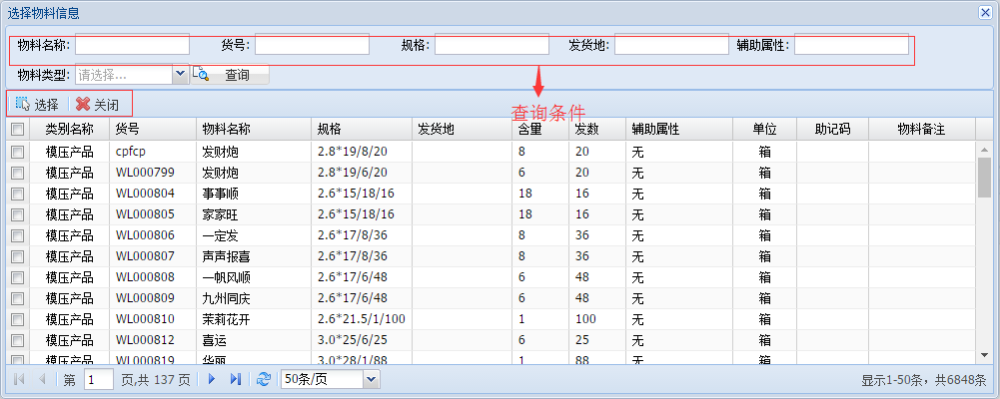 选择物料信息
物料名称: 货号: 规格: 发货地: 辅助属性:
物料类型: 请选择... 查询
选择 关闭
查询条件
类别名称 货号 物料名称 规格 发货地 含量 发数 辅助属性 单位 助记码 物料备注
模压产品 cpfcp 发财炮 2.8*19/8/20 8 20 无 箱
模压产品 WL000799 发财炮 2.8*19/6/20 6 20 无 箱
模压产品 WL000804 事事顺 2.6*15/18/16 18 16 无 箱
模压产品 WL000805 家家旺 2.6*15/18/16 18 16 无 箱
模压产品 WL000806 一定发 2.6*17/8/36 8 36 无 箱
模压产品 WL000807 声声报喜 2.6*17/8/36 8 36 无 箱
模压产品 WL000808 一帆风顺 2.6*17/6/48 6 48 无 箱
模压产品 WL000809 九州同庆 2.6*17/6/48 6 48 无 箱
模压产品 WL000810 茉莉花开 2.6*21.5/1/100 1 100 无 箱
模压产品 WL000812 喜运 3.0*25/6/25 6 25 无 箱
模压产品 WL000819 华丽 3.0*28/1/88 1 88 无 箱
第 1 页,共 137 页 50条/页 显示1-50条，共6848条